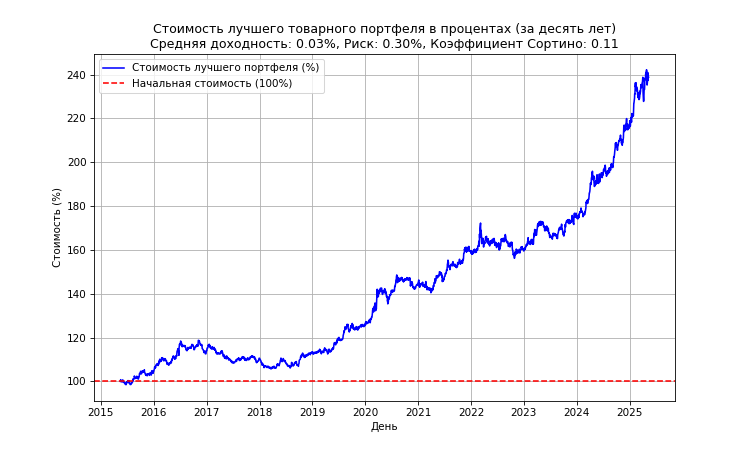 Стоимость лучшего товарного портфеля в процентах (за десять лет)
Средняя доходность: 0.03%, Риск: 0.30%, Коэффициент Сортино: 0.11
Стоимость лучшего портфеля (%)
Начальная стоимость (100%)
Стоимость (%)
240
220
200
180
160
140
120
100
2015 2016 2017 2018 2019 2020 2021 2022 2023 2024 2025
День